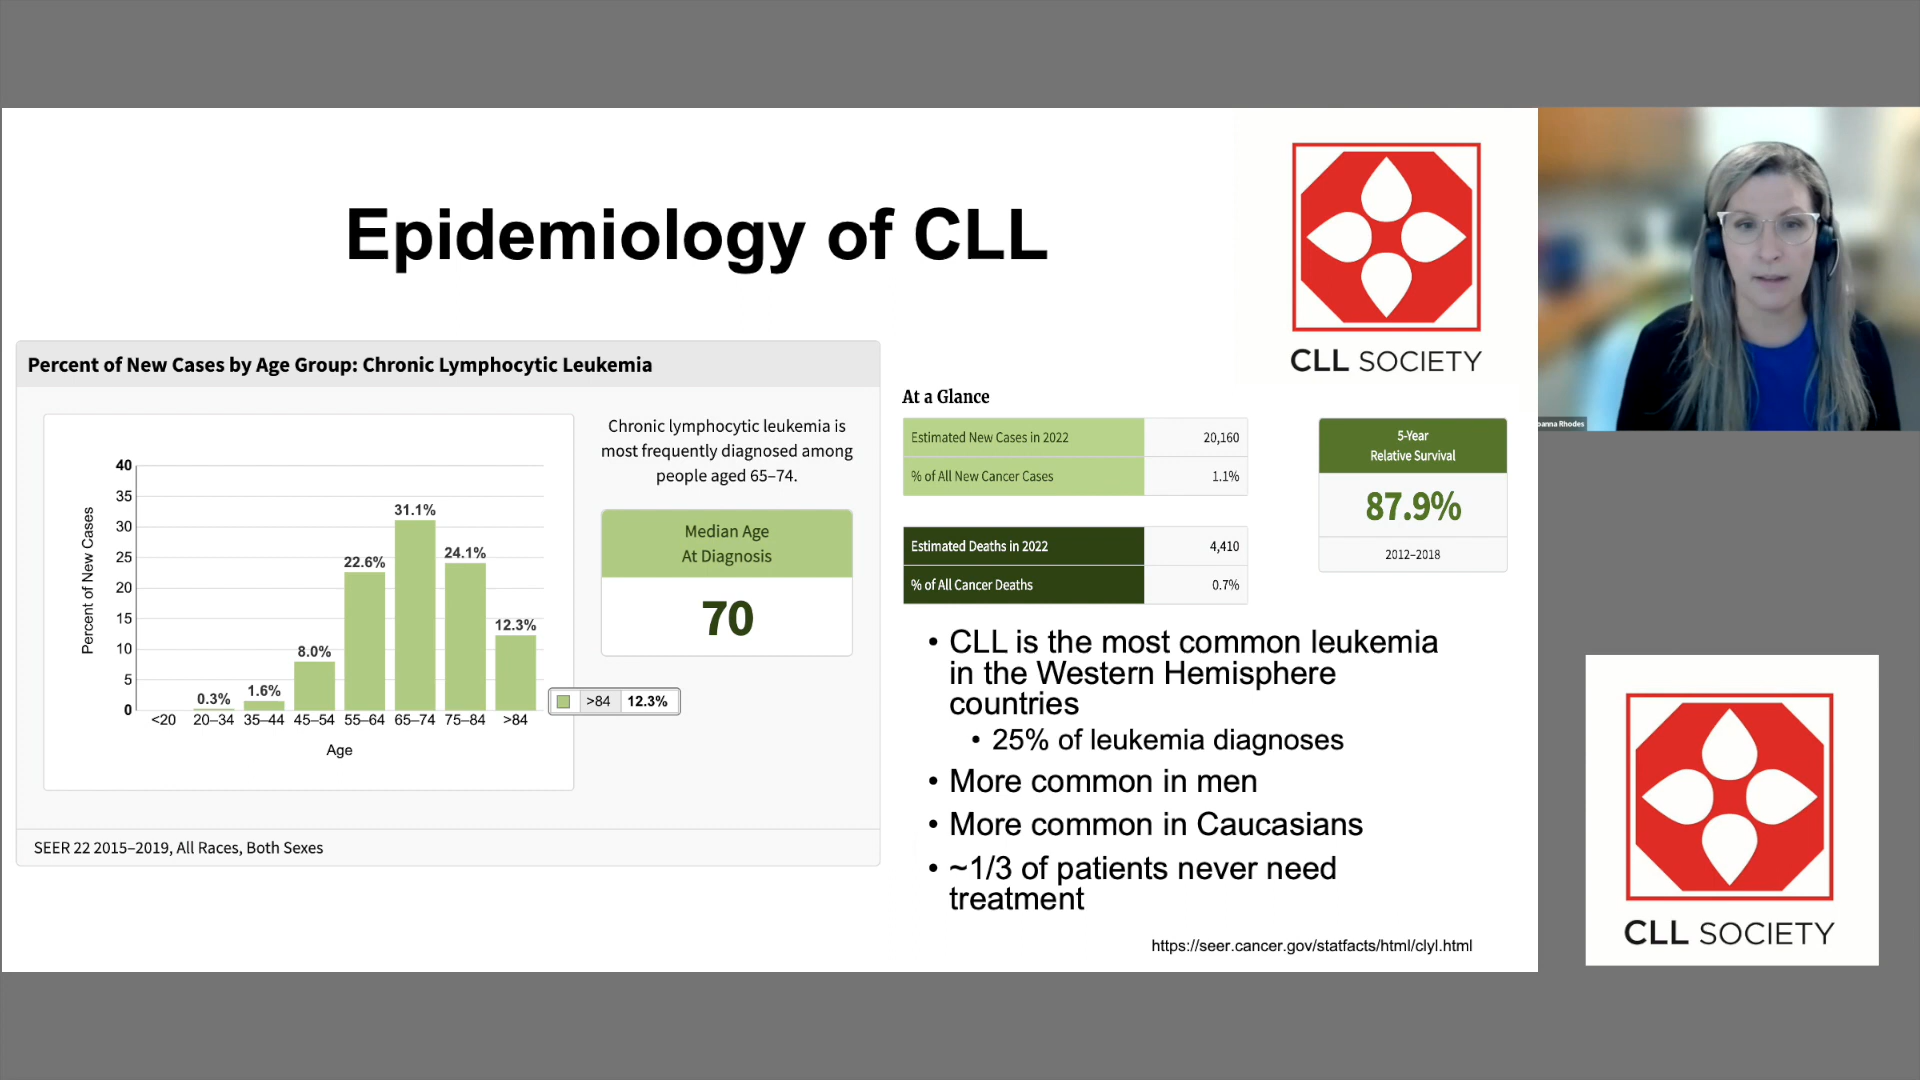 Epidemiology of CLL
CLL SOCIETY
Percent of New Cases by Age Group: Chronic Lymphocytic Leukemia
Percent of New Cases
40
35
30
25
20
15
10
5
0
0.3%
1.6%
8.0%
22.6%
31.1%
24.1%
12.3%
<20 20–34 35–44 45–54 55–64 65–74 75–84 >84
Age
>84 12.3%
Chronic lymphocytic leukemia is
most frequently diagnosed among
people aged 65–74.
Median Age
At Diagnosis
70
SEER 22 2015–2019, All Races, Both Sexes
At a Glance
Estimated New Cases in 2022 20,160
% of All New Cancer Cases 1.1%
Estimated Deaths in 2022 4,410
% of All Cancer Deaths 0.7%
5-Year
Relative Survival
87.9%
2012–2018
• CLL is the most common leukemia
in the Western Hemisphere
countries
• 25% of leukemia diagnoses
• More common in men
• More common in Caucasians
• ~1/3 of patients never need
treatment
https://seer.cancer.gov/statfacts/html/clyl.html
oanna Rhodes
CLL SOCIETY